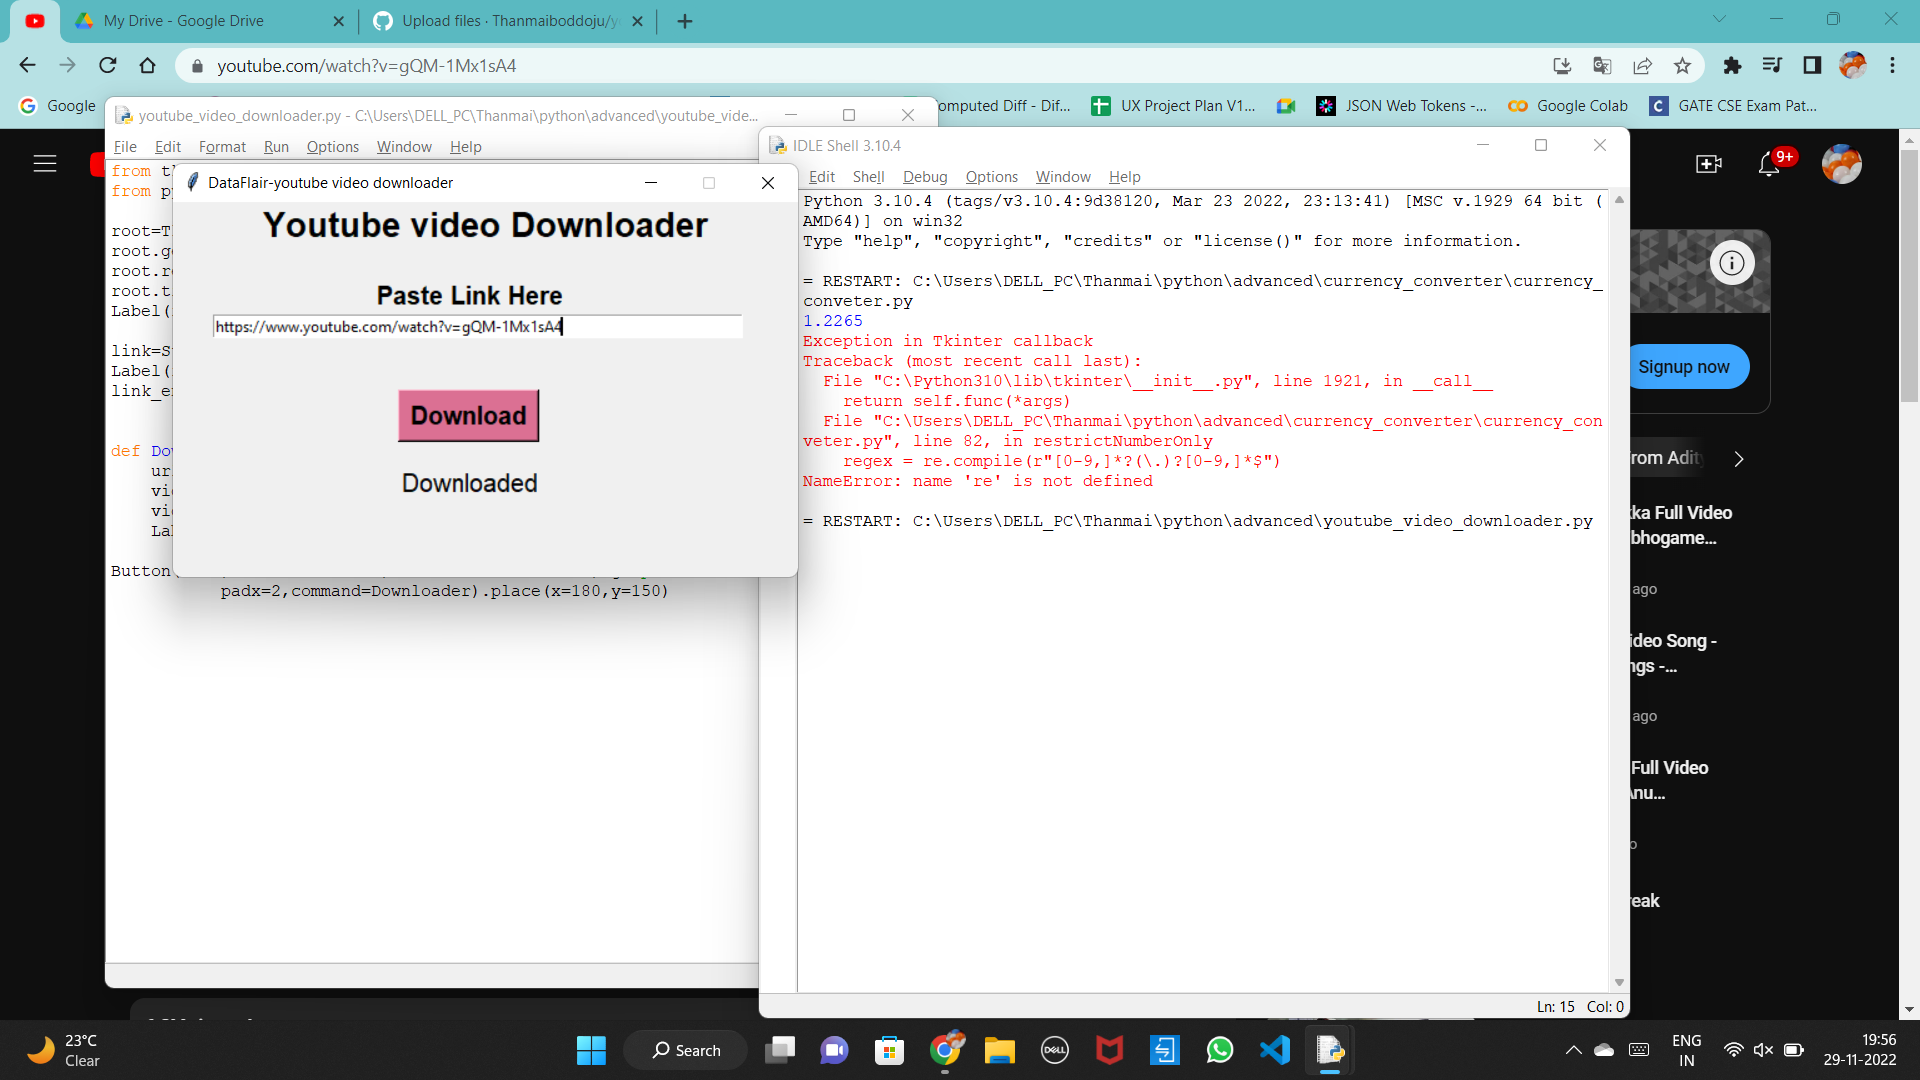 My Drive - Google Drive
Upload files · Thanmaiboddoju/y
youtube.com/watch?v=gQM-1Mx1sA4
Google
omputed Diff - Dif...
UX Project Plan V1...
JSON Web Tokens -...
Google Colab
GATE CSE Exam Pat...
youtube_video_downloader.py - C:\Users\DELL_PC\Thanmai\python\advanced\youtube_vide...
File Edit Format Run Options Window Help
from t
from p
root=T
root.g
root.r
root.t
Label(
link=S
Label(
link_e
def Do
ur
vi
vi
La
Button
padx=2,command=Downloader).place(x=180,y=150)
DataFlair-youtube video downloader
Youtube video Downloader
Paste Link Here
https://www.youtube.com/watch?v=gQM-1Mx1sA4
Download
Downloaded
IDLE Shell 3.10.4
Edit Shell Debug Options Window Help
Python 3.10.4 (tags/v3.10.4:9d38120, Mar 23 2022, 23:13:41) [MSC v.1929 64 bit (
AMD64)] on win32
Type "help", "copyright", "credits" or "license()" for more information.
= RESTART: C:\Users\DELL_PC\Thanmai\python\advanced\currency_converter\currency_
conveter.py
1.2265
Exception in Tkinter callback
Traceback (most recent call last):
File "C:\Python310\lib\tkinter\__init__.py", line 1921, in __call__
return self.func(*args)
File "C:\Users\DELL_PC\Thanmai\python\advanced\currency_converter\currency_con
veter.py", line 82, in restrictNumberOnly
regex = re.compile(r"[0-9,]*?(\.)?[0-9,]*$")
NameError: name 're' is not defined
= RESTART: C:\Users\DELL_PC\Thanmai\python\advanced\youtube_video_downloader.py
Ln: 15 Col: 0
9+
Signup now
rom Adity
ka Full Video
bhogame...
ago
ideo Song -
ngs -...
ago
Full Video
Anu...
o
reak
23°C
Clear
Search
DELL
ENG
IN
19:56
29-11-2022